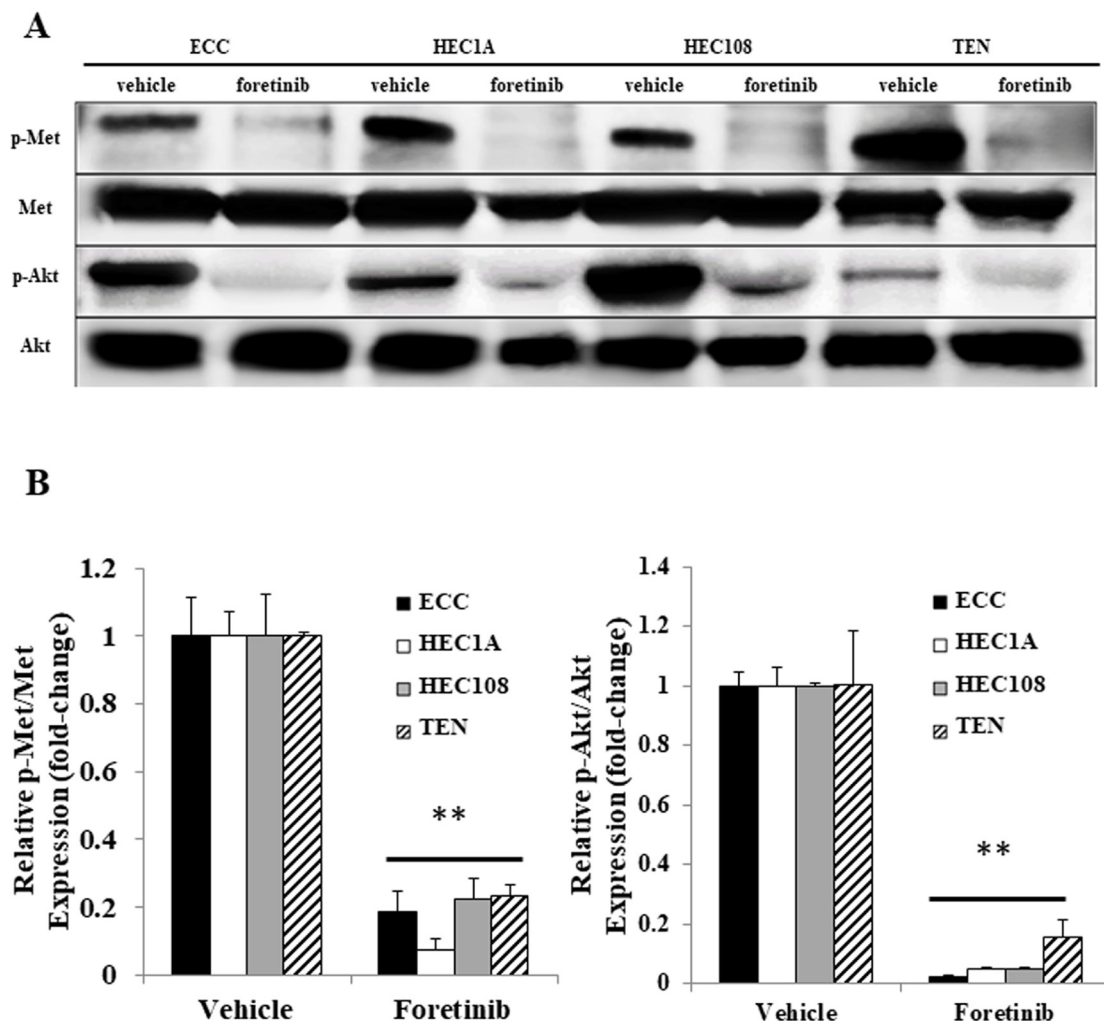 A
ECC HEC1A HEC108 TEN
vehicle foretinib vehicle foretinib vehicle foretinib vehicle foretinib
p-Met
Met
p-Akt
Akt
B
Relative p-Met/Met
Expression (fold-change)
1.2
1
0.8
0.6
0.4
0.2
0
ECC
HEC1A
HEC108
TEN
**
Vehicle Foretinib
Relative p-Akt/Akt
Expression (fold-change)
1.4
1.2
1
0.8
0.6
0.4
0.2
0
ECC
HEC1A
HEC108
TEN
**
Vehicle Foretinib